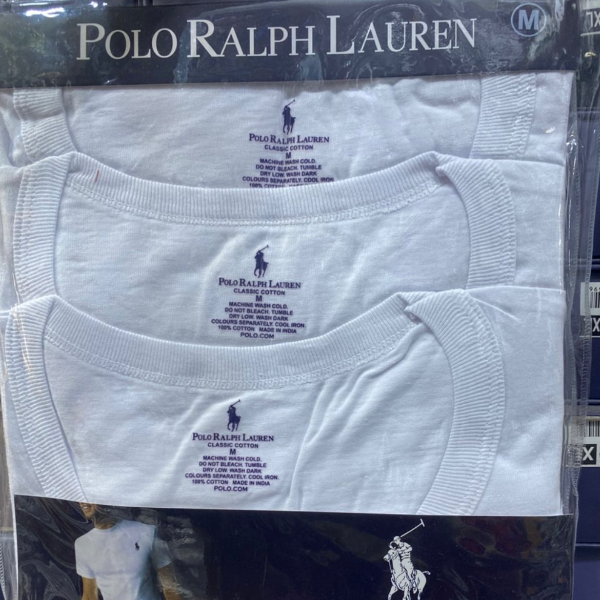 POLO RALPH LAUREN
M
POLO RALPH LAUREN
CLASSIC COTTON
M
MACHINE WASH COLD.
DO NOT BLEACH. TUMBLE
DRY LOW. WASH DARK
COLOURS SEPARATELY. COOL IRON
POLO RALPH LAUREN
CLASSIC COTTON
M
MACHINE WASH COLD.
DO NOT BLEACH. TUMBLE
DRY LOW. WASH DARK
COLOURS SEPARATELY. COOL IRON.
100% COTTON MADE IN INDIA
POLO.COM
POLO RALPH LAUREN
CLASSIC COTTON
M
MACHINE WASH COLD.
DO NOT BLEACH. TUMBLE
DRY LOW. WASH DARK
COLOURS SEPARATELY. COOL IRON.
100% COTTON MADE IN INDIA
POLO.COM